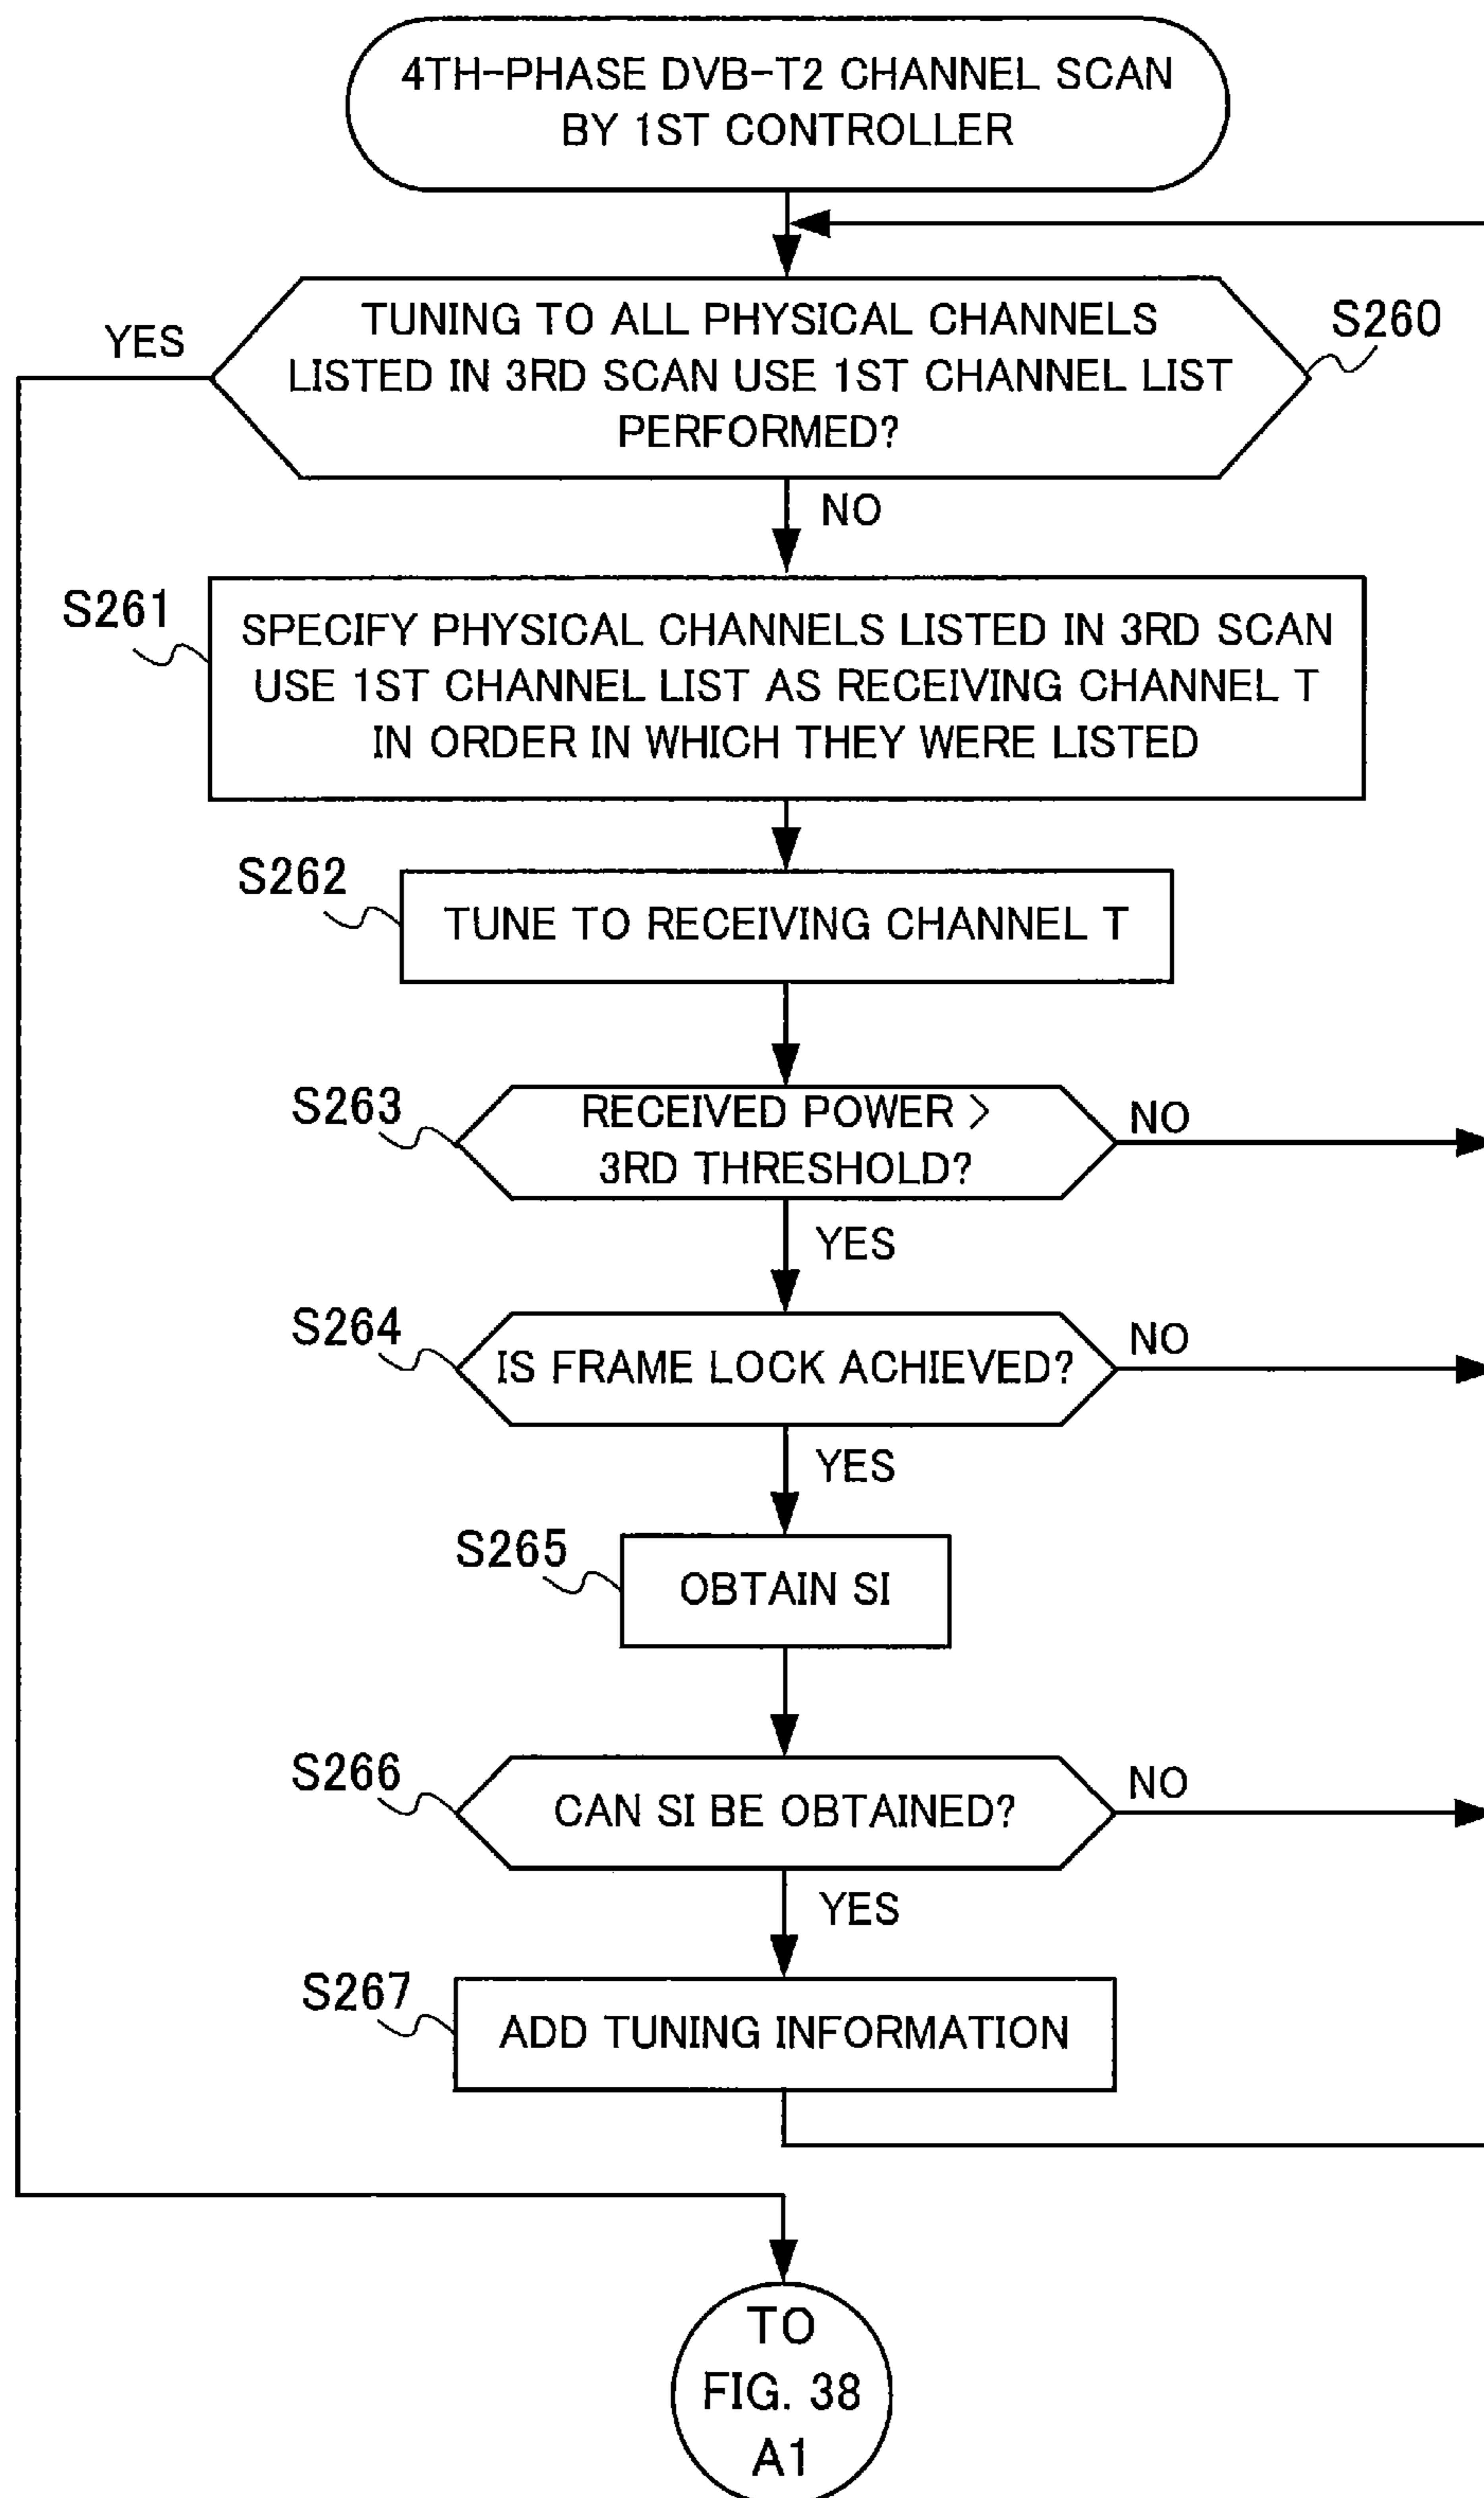 4TH-PHASE DVB-T2 CHANNEL SCAN
BY 1ST CONTROLLER
TUNING TO ALL PHYSICAL CHANNELS
LISTED IN 3RD SCAN USE 1ST CHANNEL LIST
PERFORMED?
S260
YES
NO
S261
SPECIFY PHYSICAL CHANNELS LISTED IN 3RD SCAN
USE 1ST CHANNEL LIST AS RECEIVING CHANNEL T
IN ORDER IN WHICH THEY WERE LISTED
S262
TUNE TO RECEIVING CHANNEL T
S263
RECEIVED POWER >
3RD THRESHOLD?
NO
YES
S264
IS FRAME LOCK ACHIEVED?
NO
YES
S265
OBTAIN SI
S266
CAN SI BE OBTAINED?
NO
YES
S267
ADD TUNING INFORMATION
TO
FIG. 38
A1